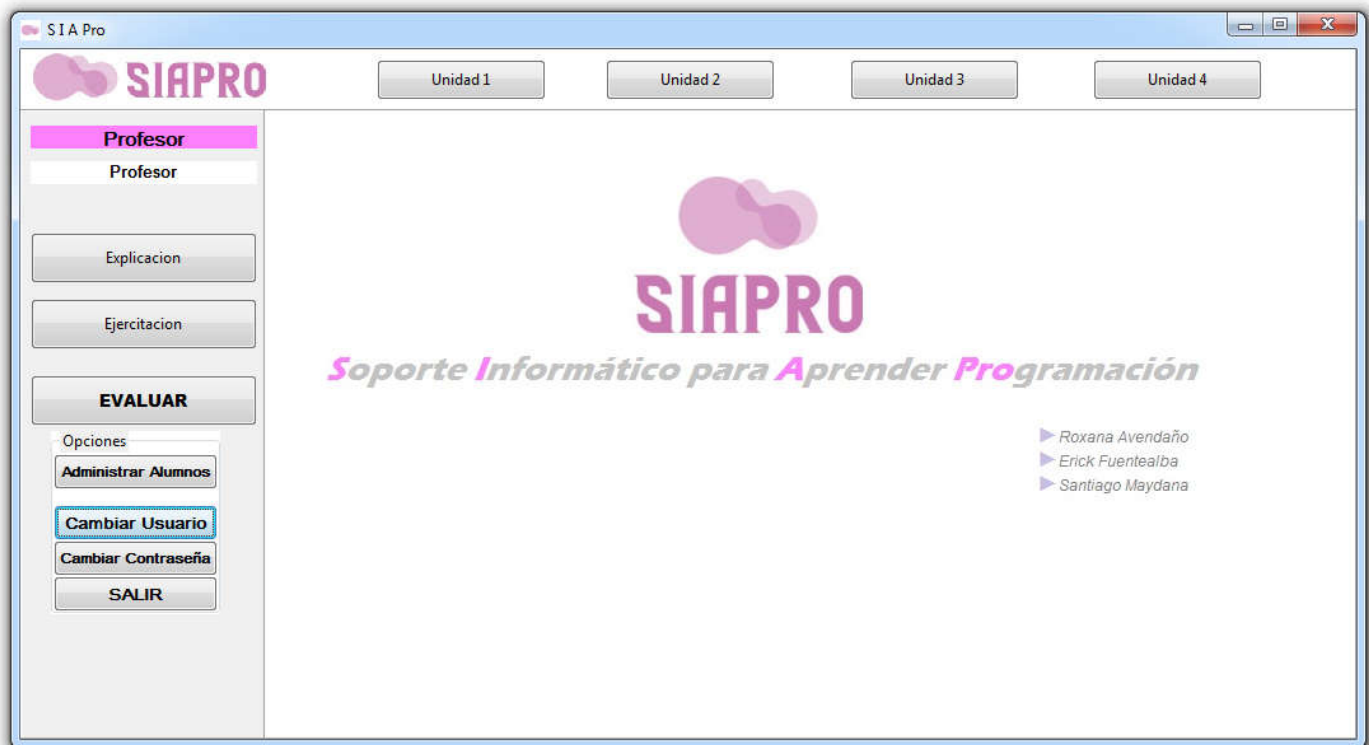 S I A Pro
SIAPRO
Unidad 1
Unidad 2
Unidad 3
Unidad 4
Profesor
Profesor
Explicacion
Ejercitacion
EVALUAR
Opciones
Administrar Alumnos
Cambiar Usuario
Cambiar Contraseña
SALIR
SIAPRO
Soporte Informático para Aprender Programación
Roxana Avendaño
Erick Fuentealba
Santiago Maydana